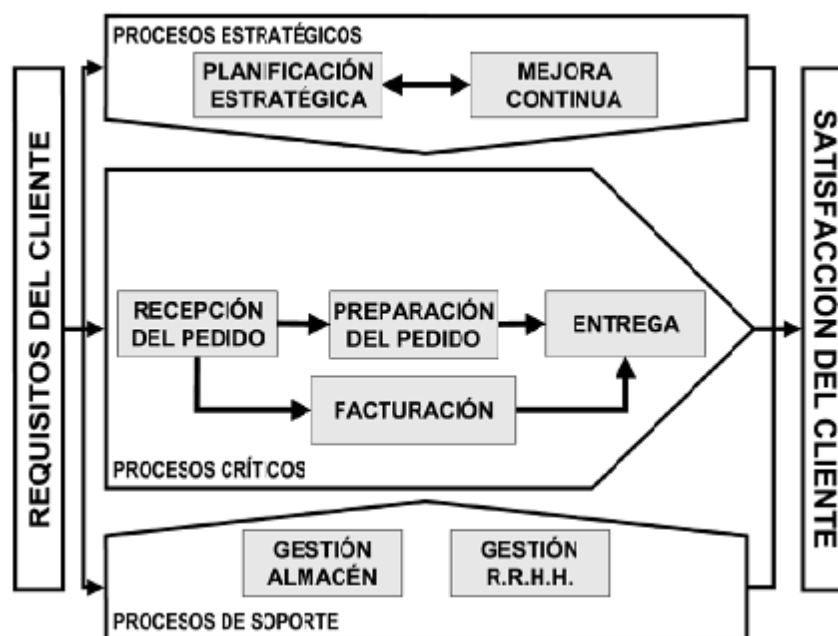 PROCESOS ESTRATÉGICOS
PLANIFICACIÓN
ESTRATÉGICA
MEJORA
CONTINUA
REQUISITOS DEL CLIENTE
RECEPCIÓN
DEL PEDIDO
PREPARACIÓN
DEL PEDIDO
ENTREGA
FACTURACIÓN
PROCESOS CRÍTICOS
SATISFACCION DEL CLIENTE
GESTIÓN
ALMACÉN
GESTIÓN
R.R.H.H.
PROCESOS DE SOPORTE